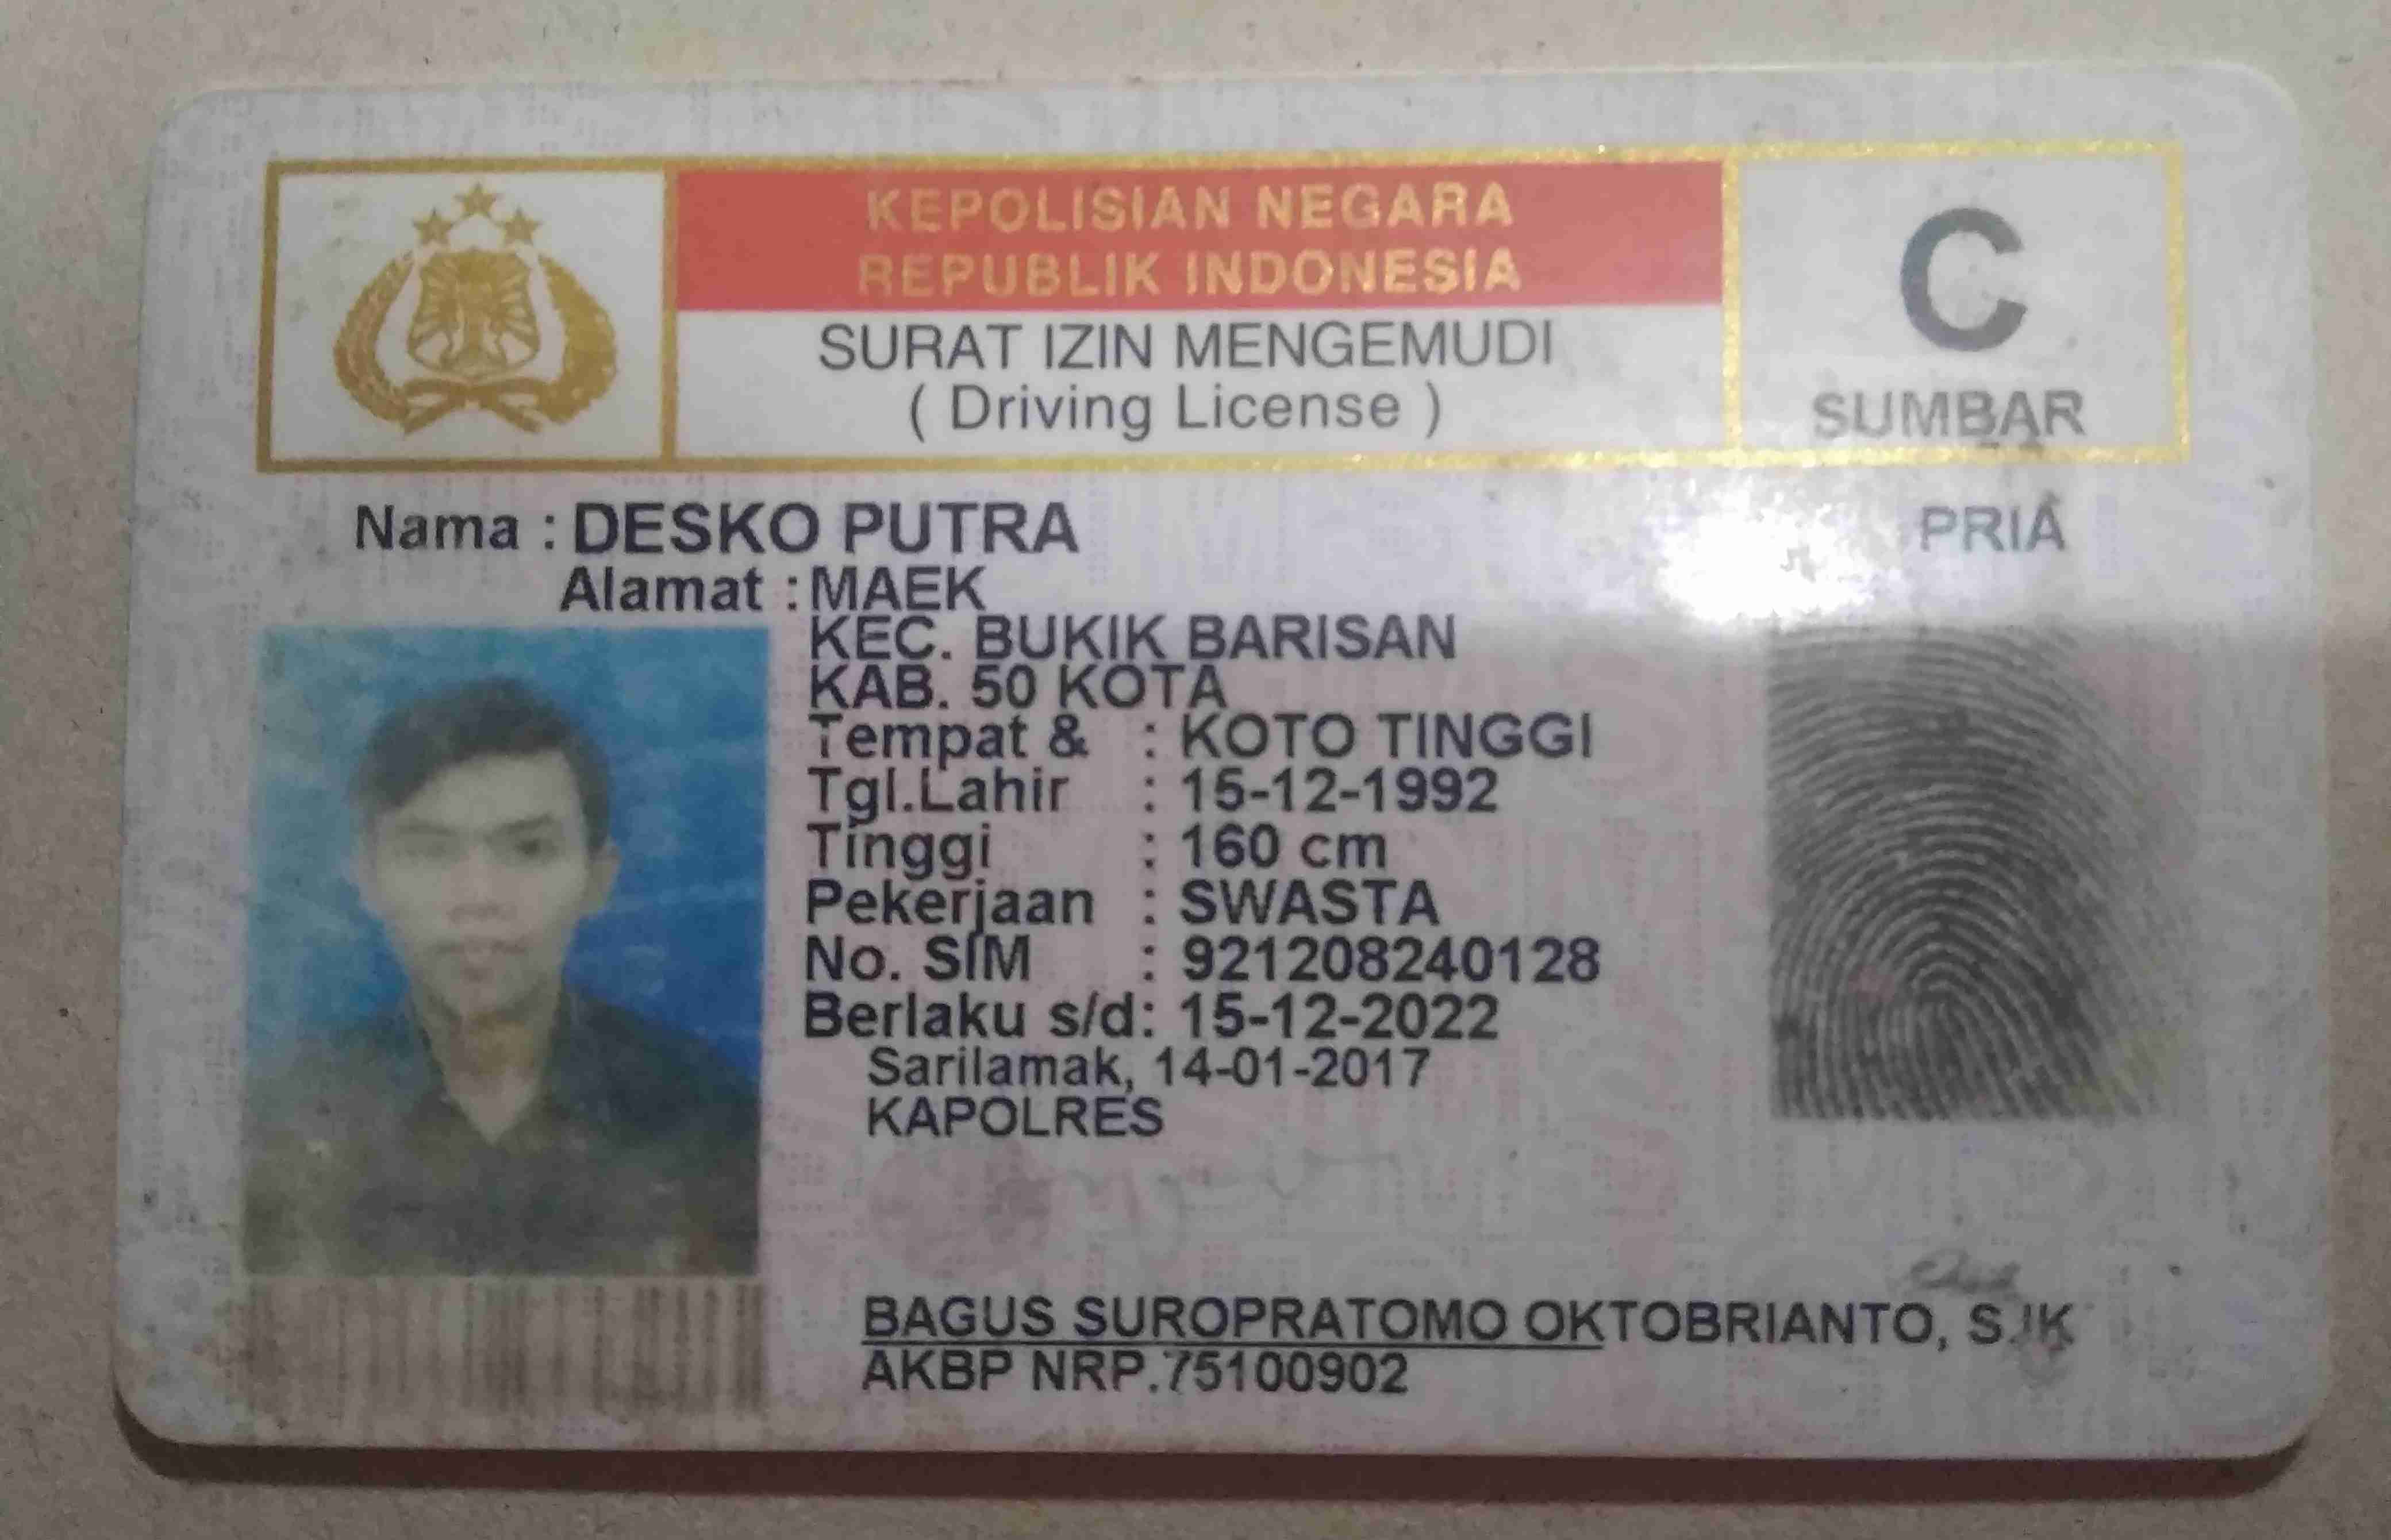 KEPOLISIAN NEGARA
REPUBLIK INDONESIA
SURAT IZIN MENGEMUDI
( Driving License )
C
SUMBAR
PRIA
Nama : DESKO PUTRA
Alamat : MAEK
KEC. BUKIK BARISAN
KAB. 50 KOTA
Tempat & : KOTO TINGGI
Tgl.Lahir : 15-12-1992
Tinggi : 160 cm
Pekerjaan : SWASTA
No. SIM : 921208240128
Berlaku s/d: 15-12-2022
Sarilamak, 14-01-2017
KAPOLRES
BAGUS SUROPRATOMO OKTOBRIANTO, S.IK
AKBP NRP.75100902